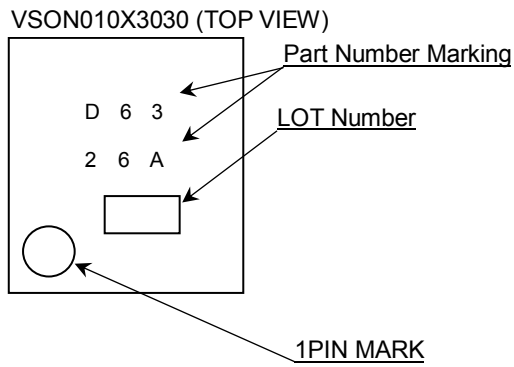 VSON010X3030 (TOP VIEW)
Part Number Marking
D 6 3
LOT Number
2 6 A
1PIN MARK